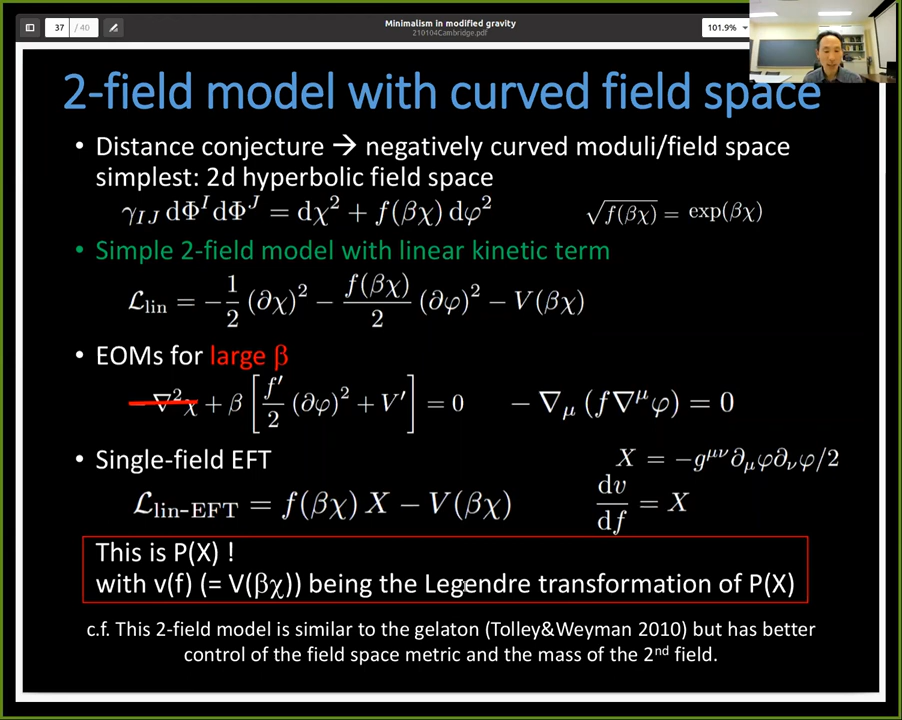 37 / 40
Minimalism in modified gravity
210104Cambridge.pdf
101.9%
2-field model with curved field space
• Distance conjecture → negatively curved moduli/field space
simplest: 2d hyperbolic field space
γ_{IJ} dΦ^I dΦ^J = dχ² + f(βχ) dφ²   √f(βχ) = exp(βχ)
• Simple 2-field model with linear kinetic term
ℒ_lin = −1/2 (∂χ)² − f(βχ)/2 (∂φ)² − V(βχ)
• EOMs for large β
−∇²χ + β [f′/2 (∂φ)² + V′] = 0   −∇_μ (f∇^μ φ) = 0
• Single-field EFT   X = −g^{μν}∂_μφ∂_νφ/2
ℒ_lin-EFT = f(βχ) X − V(βχ)   dv/df = X
This is P(X) !
with v(f) (= V(βχ)) being the Legendre transformation of P(X)
c.f. This 2-field model is similar to the gelaton (Tolley&Weyman 2010) but has better
control of the field space metric and the mass of the 2nd field.